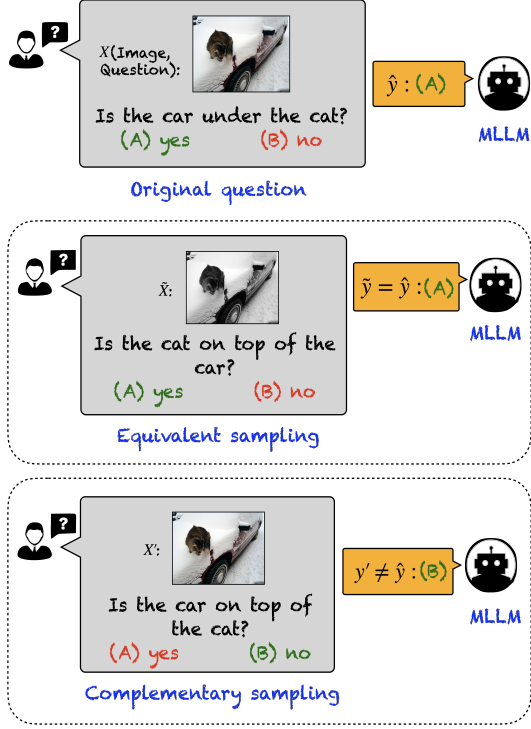 ?
X(Image,
Question):
Is the car under the cat?
(A) yes (B) no
ŷ : (A)
MLLM
Original question
?
X̃:
Is the cat on top of the
car?
(A) yes (B) no
ỹ = ŷ :(A)
MLLM
Equivalent sampling
?
X′:
Is the car on top of
the cat?
(A) yes (B) no
y′ ≠ ŷ :(B)
MLLM
Complementary sampling